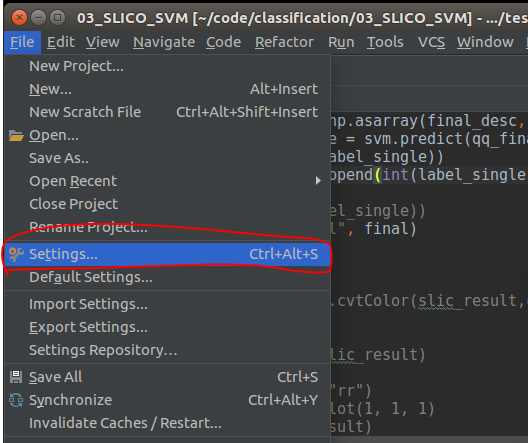 03_SLICO_SVM [~/code/classification/03_SLICO_SVM] - .../tes
File Edit View Navigate Code Refactor Run Tools VCS Window
New Project...
New... Alt+Insert
New Scratch File Ctrl+Alt+Shift+Insert
Open...
Save As..
Open Recent
Close Project
Rename Project...
Settings... Ctrl+Alt+S
Default Settings...
Import Settings...
Export Settings...
Settings Repository...
Save All Ctrl+S
Synchronize Ctrl+Alt+Y
Invalidate Caches / Restart...
np.asarray(final_desc,
e = svm.predict(qq_fina
abel_single))
ppend(int(label_single
el_single))
l", final)
.cvtColor(slic_result,
lic_result)
"rr")
lot(1, 1, 1)
sult)